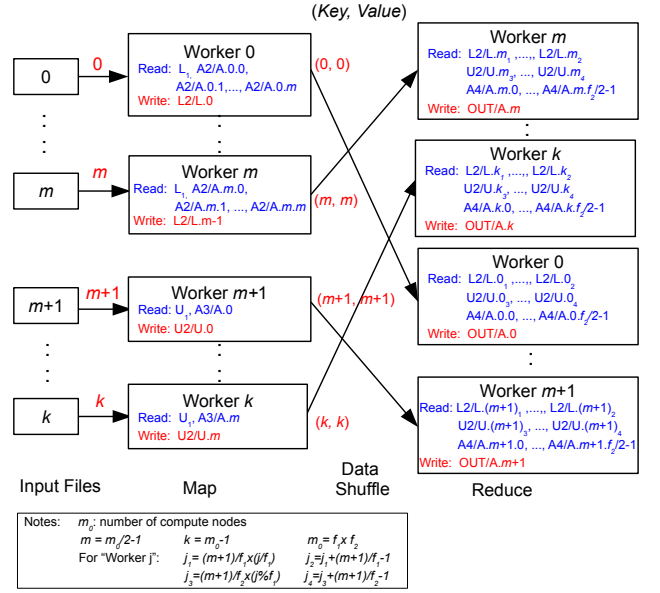 (Key, Value)
0
0
Worker 0
Read: L1, A2/A.0.0,
A2/A.0.1,..., A2/A.0.m
Write: L2/L.0
(0, 0)
Worker m
Read: L2/L.m1 ,....,, L2/L.m2
U2/U.m3, ... U2/U.m4
A4/A.m.0, ..., A4/A.m.f2/2-1
Write: OUT/A.m
m
m
Worker m
Read: L1, A2/A.m.0,
A2/A.m.1, ..., A2/A.m.m
Write: L2/L.m-1
(m, m)
Worker k
Read: L2/L.k1 ,....,, L2/L.k2
U2/U.k3, ... U2/U.k4
A4/A.k.0, ..., A4/A.k.f2/2-1
Write: OUT/A.k
m+1
m+1
Worker m+1
Read: U1, A3/A.0
Write: U2/U.0
(m+1, m+1)
Worker 0
Read: L2/L.01 ,....,, L2/L.02
U2/U.03, ... U2/U.04
A4/A.0.0, ..., A4/A.0.f2/2-1
Write: OUT/A.0
k
k
Worker k
Read: U1, A3/A.m
Write: U2/U.m
(k, k)
Worker m+1
Read: L2/L.(m+1)1 ,....,, L2/L.(m+1)2
U2/U.(m+1)3, ... U2/U.(m+1)4
A4/A.m+1.0, ..., A4/A.m+1.f2/2-1
Write: OUT/A.m+1
Input Files
Map
Data
Shuffle
Reduce
Notes: m0: number of compute nodes
m = m0/2-1 k = m0-1 m0= f1x f2
For "Worker j": j1= (m+1)/f1x(j/f1) j2=j1+(m+1)/f1-1
j3=(m+1)/f2x(j%f1) j4=j3+(m+1)/f2-1